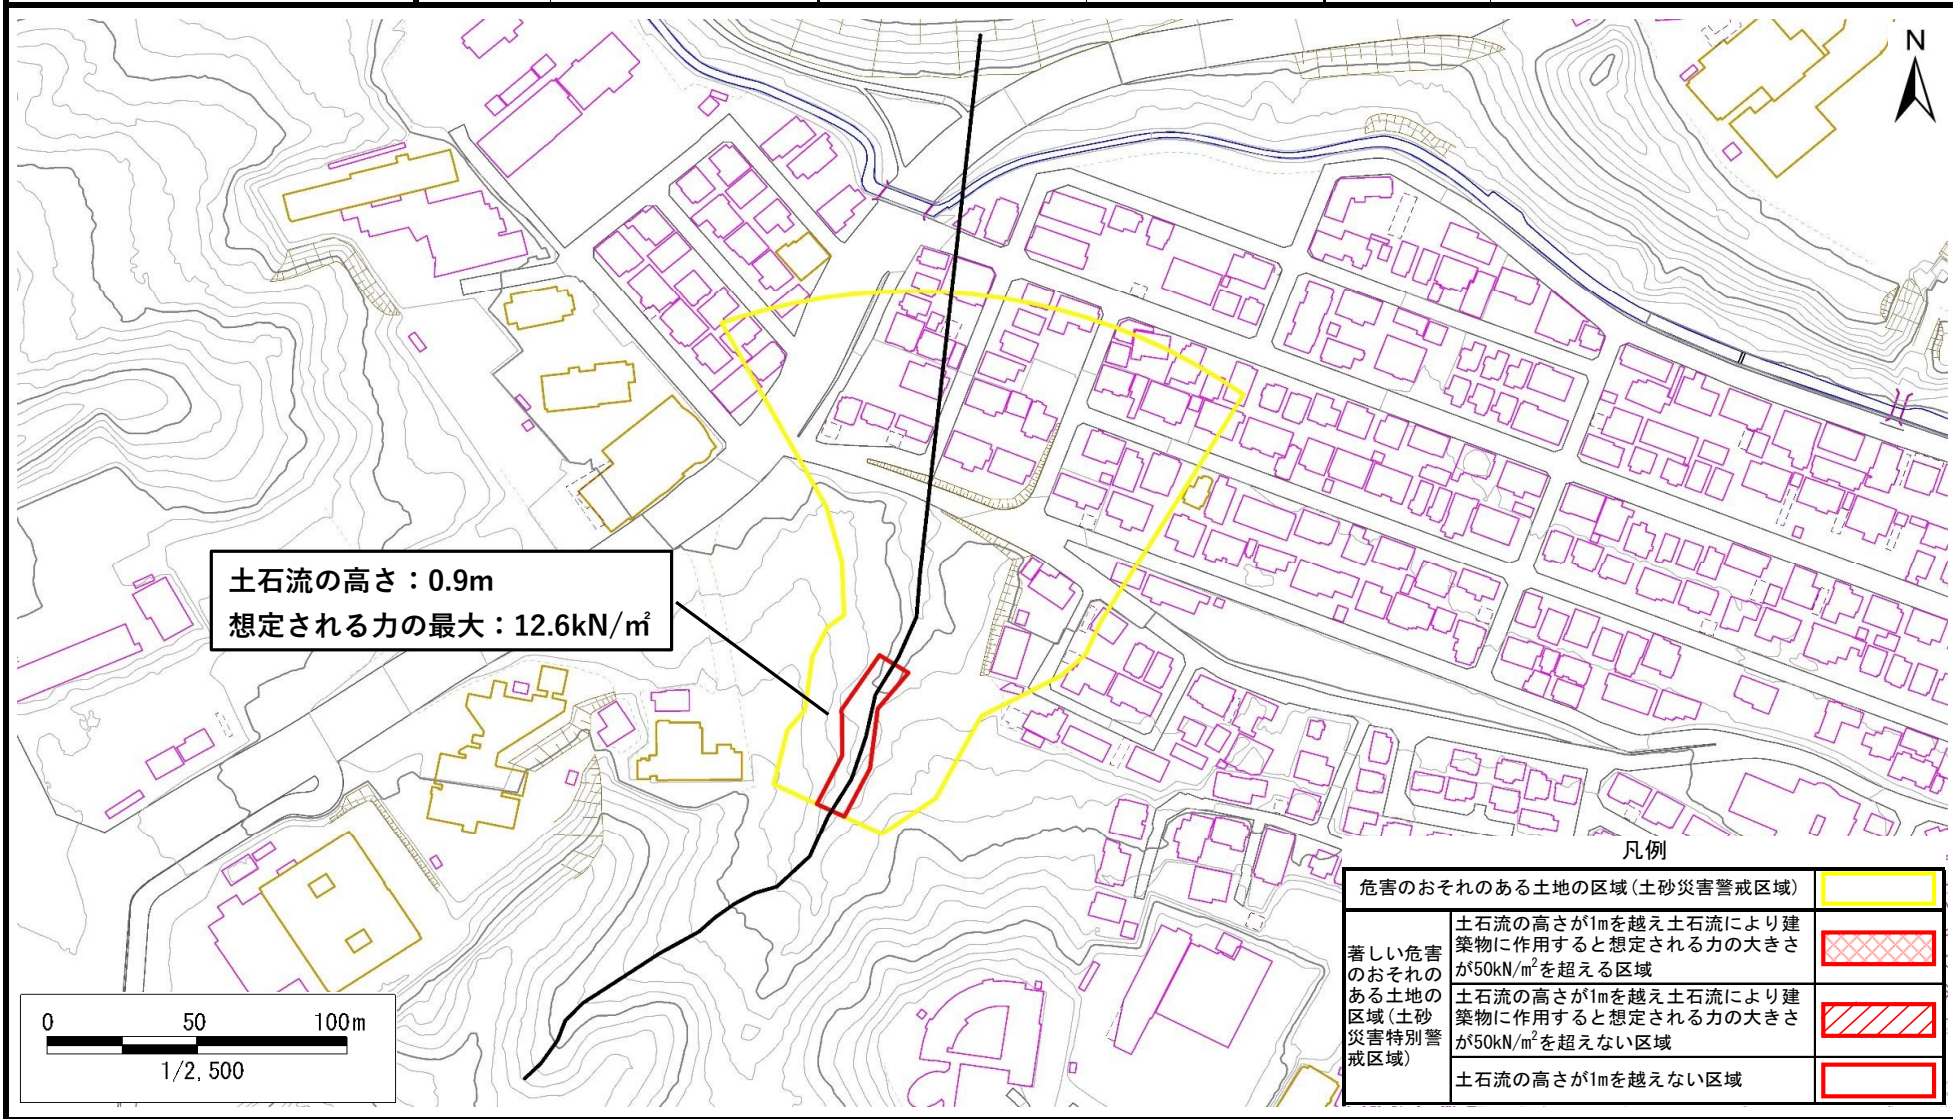 N
土石流の高さ：0.9m
想定される力の最大：12.6kN/㎡
凡例
危害のおそれのある土地の区域(土砂災害警戒区域)
著しい危害
のおそれの
ある土地の
区域(土砂
災害特別警
戒区域)
土石流の高さが1mを越え土石流により建
築物に作用すると想定される力の大きさ
が50kN/m²を超える区域
土石流の高さが1mを越え土石流により建
築物に作用すると想定される力の大きさ
が50kN/m²を超えない区域
土石流の高さが1mを越えない区域
0 50 100m
1/2,500